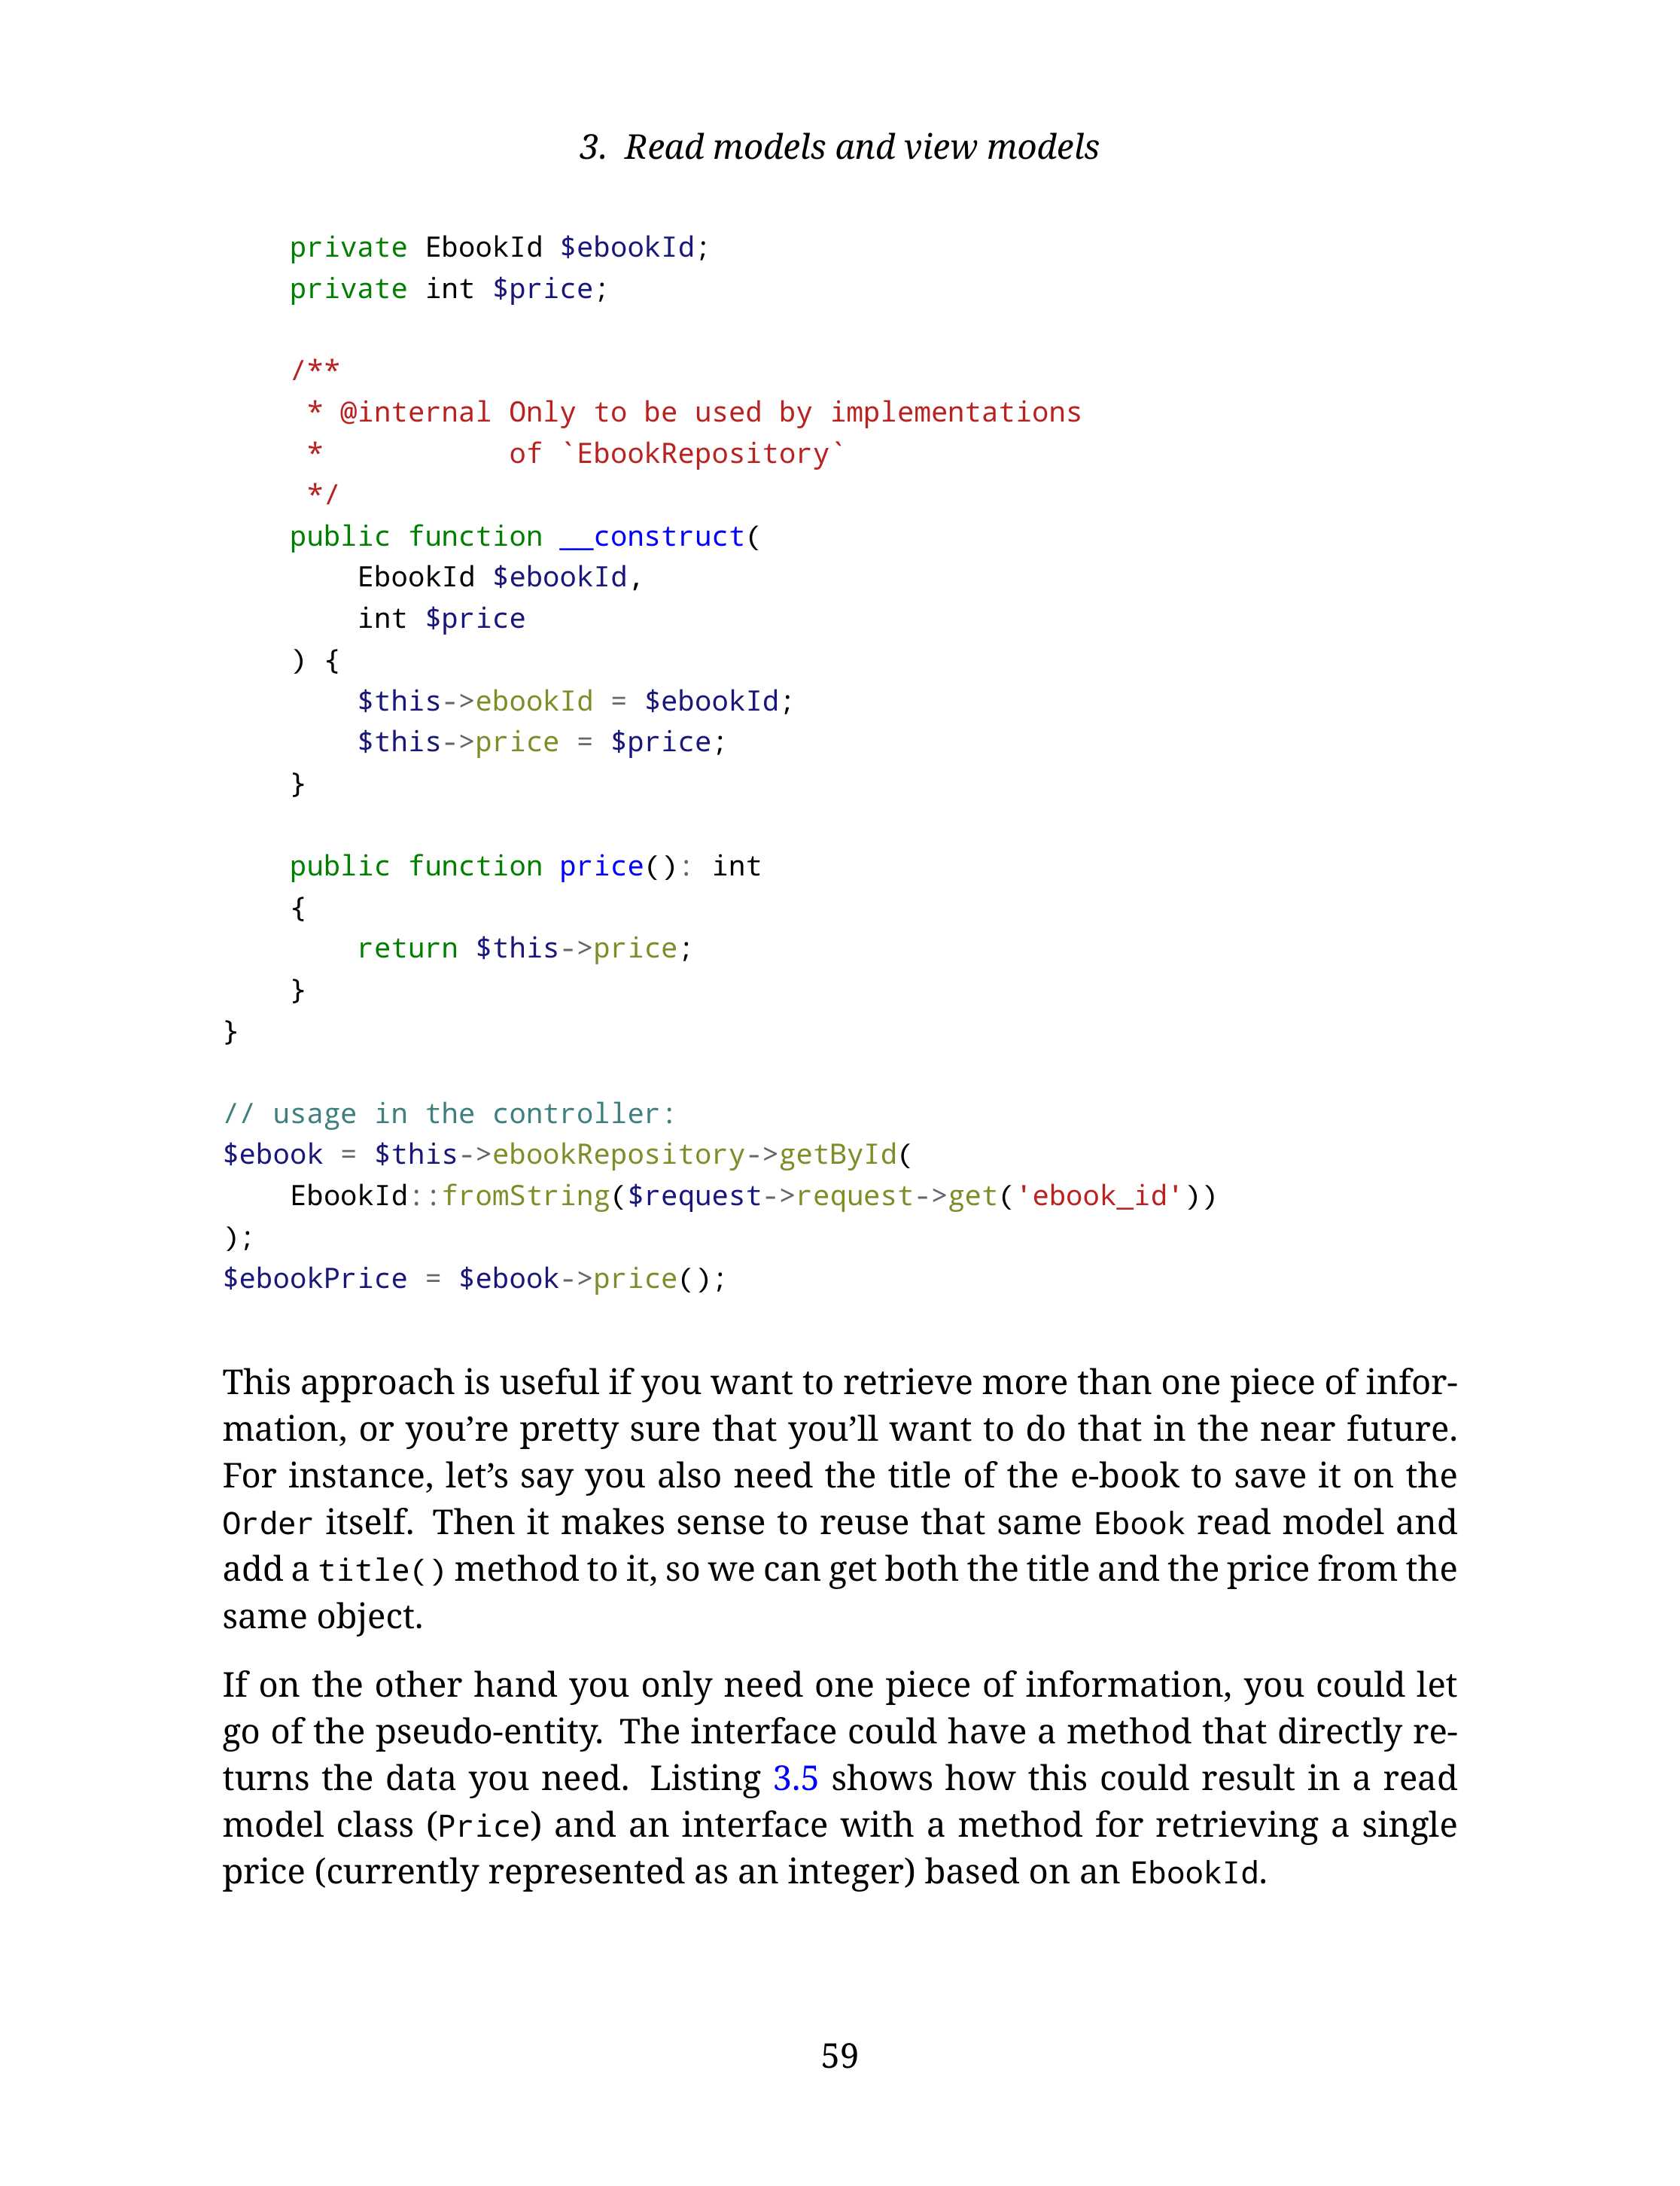 3. Read models and view models
    private EbookId $ebookId;
    private int $price;

    /**
     * @internal Only to be used by implementations
     *           of `EbookRepository`
     */
    public function __construct(
        EbookId $ebookId,
        int $price
    ) {
        $this->ebookId = $ebookId;
        $this->price = $price;
    }

    public function price(): int
    {
        return $this->price;
    }
}

// usage in the controller:
$ebook = $this->ebookRepository->getById(
    EbookId::fromString($request->request->get('ebook_id'))
);
$ebookPrice = $ebook->price();

This approach is useful if you want to retrieve more than one piece of infor-
mation, or you’re pretty sure that you’ll want to do that in the near future.
For instance, let’s say you also need the title of the e-book to save it on the
Order itself. Then it makes sense to reuse that same Ebook read model and
add a title() method to it, so we can get both the title and the price from the
same object.
If on the other hand you only need one piece of information, you could let
go of the pseudo-entity. The interface could have a method that directly re-
turns the data you need. Listing 3.5 shows how this could result in a read
model class (Price) and an interface with a method for retrieving a single
price (currently represented as an integer) based on an EbookId.
59